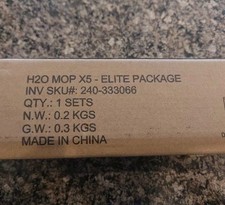 H2O MOP X5 - ELITE PACKAGE
INV SKU#: 240-333066
QTY.: 1 SETS
N.W.: 0.2 KGS
G.W.: 0.3 KGS
MADE IN CHINA